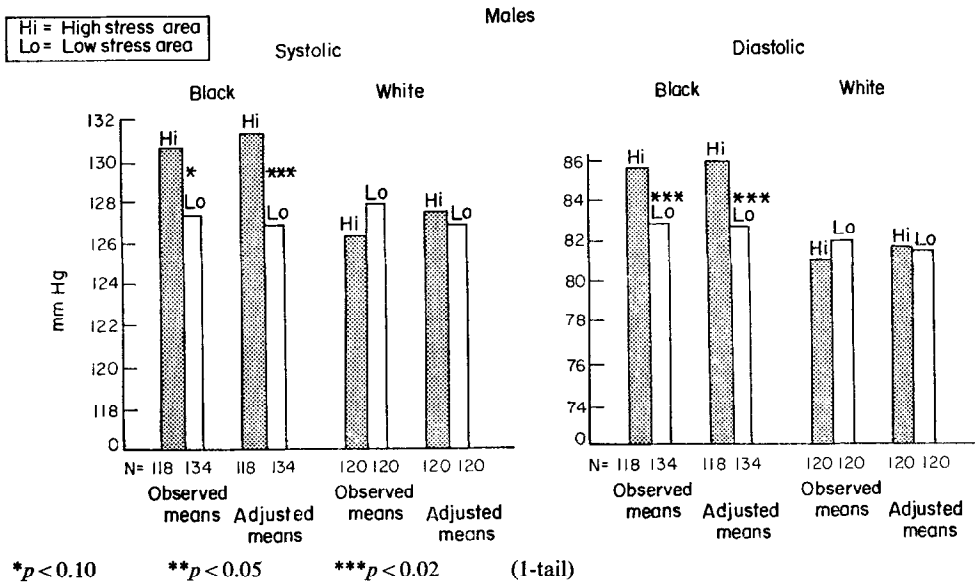 Males
Hi = High stress area
Lo = Low stress area
Systolic
Diastolic
Black
White
Black
White
132
130
128
126
124
122
120
118
0
mm Hg
Hi
*
Lo
Hi
***
Lo
Hi
Lo
Hi
Lo
86
84
82
80
78
76
74
0
Hi
***
Lo
Hi
***
Lo
Hi
Lo
Hi
Lo
N= 118 134 118 134 120 120 120 120
118 134 118 134 120 120 120 120
Observed
means
Adjusted
means
Observed
means
Adjusted
means
Observed
means
Adjusted
means
Observed
means
Adjusted
means
*p<0.10 **p<0.05 ***p<0.02 (1-tail)